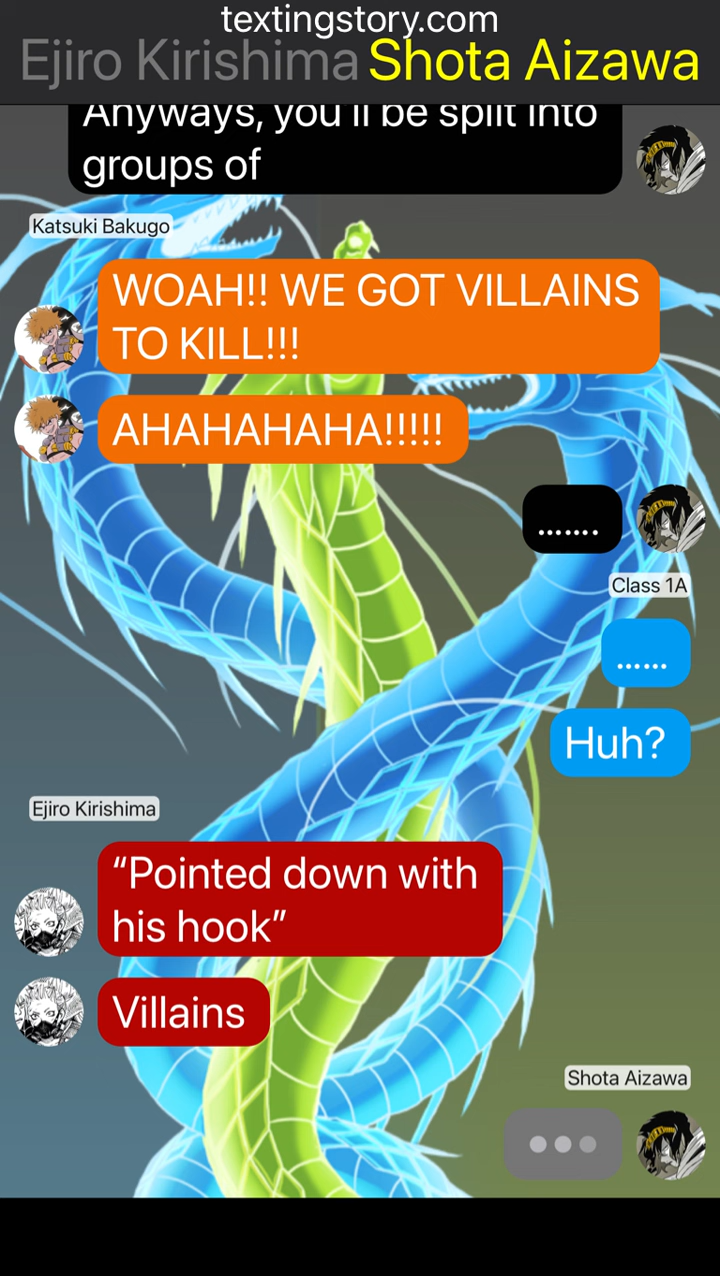 textingstory.com
Ejiro Kirishima Shota Aizawa
Anyways, you'll be split into
groups of
Katsuki Bakugo
WOAH!! WE GOT VILLAINS
TO KILL!!!
AHAHAHAHA!!!!!
.......
Class 1A
......
Huh?
Ejiro Kirishima
“Pointed down with
his hook”
Villains
Shota Aizawa